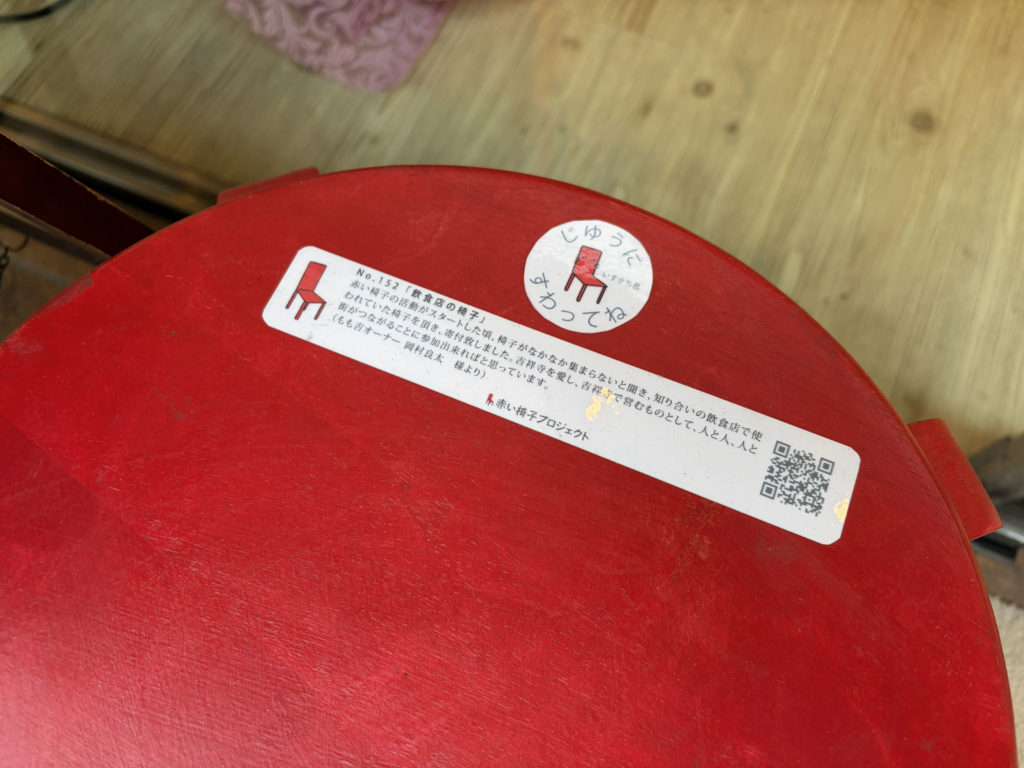 じゆうに
いすきち君
すわってね
No.152「飲食店の椅子」
赤い椅子の活動がスタートした頃、椅子がなかなか集まらないと聞き、知り合いの飲食店で使
われていた椅子を頂き、寄付致しました。吉祥寺を愛し、吉祥寺で営むものとして、人と人、人と
街がつながることに参加出来ればと思っています。
(もも吉オーナー 岡村良太 様より)
赤い椅子プロジェクト